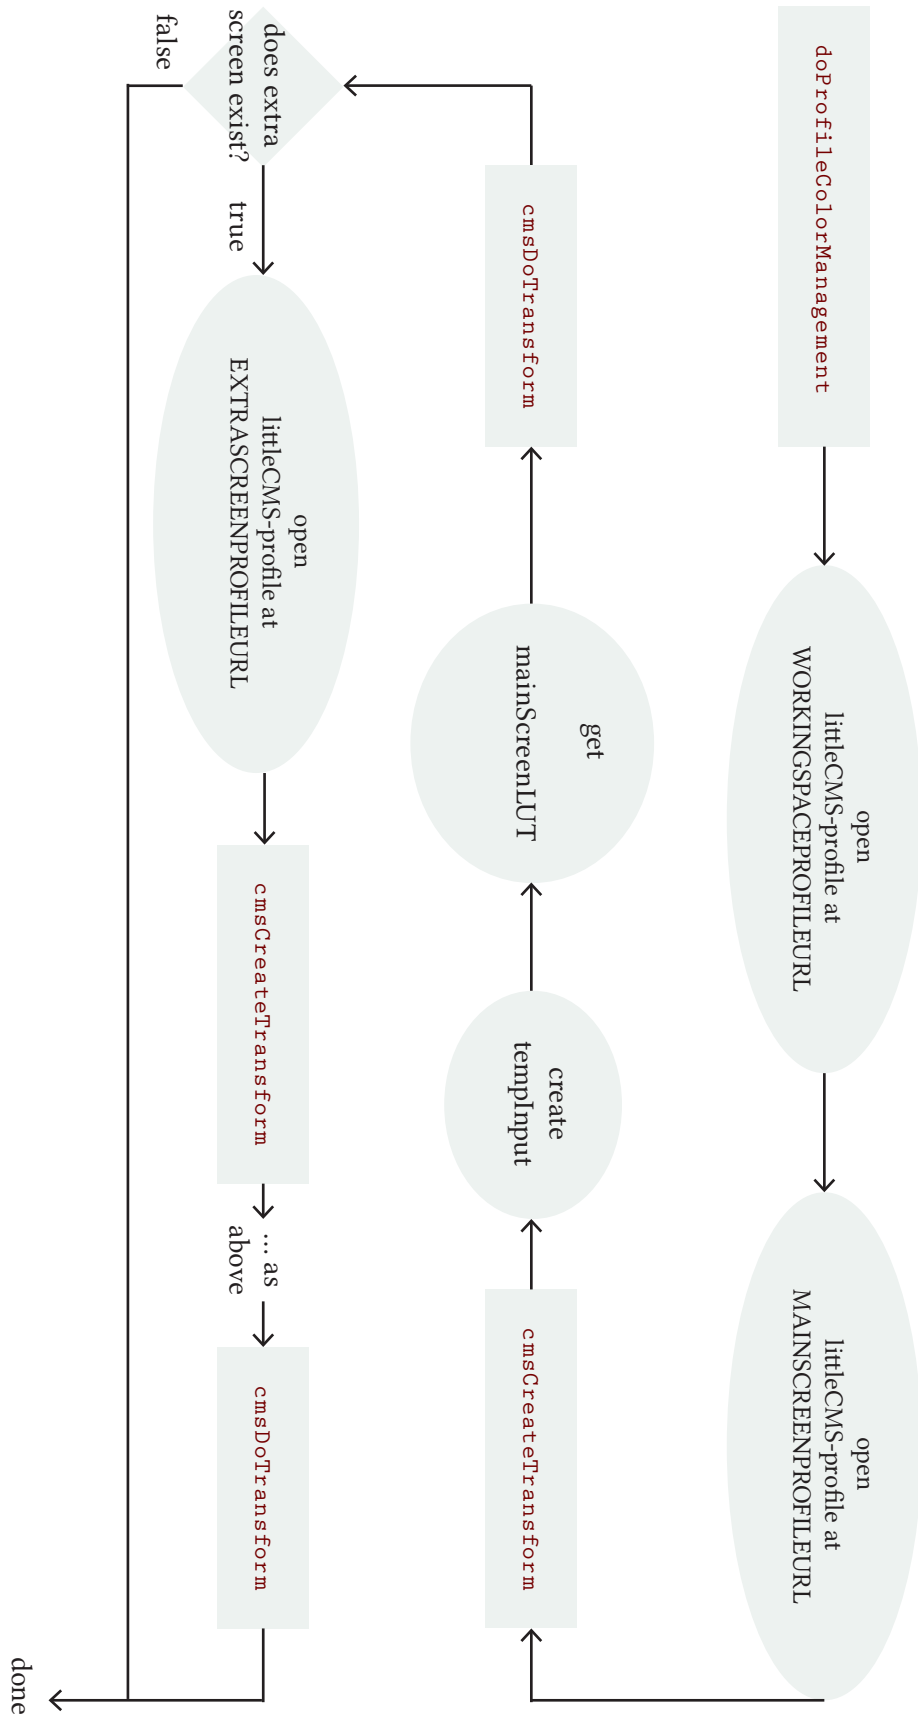 doProfileColorManagement
open
littleCMS-profile at
WORKINGSPACEPROFILEURL
open
littleCMS-profile at
MAINSCREENPROFILEURL
cmsCreateTransform
create
tempInput
get
mainScreenLUT
cmsDoTransform
does extra
screen exist?
true
false
open
littleCMS-profile at
EXTRASCREENPROFILEURL
cmsCreateTransform
... as
above
cmsDoTransform
done